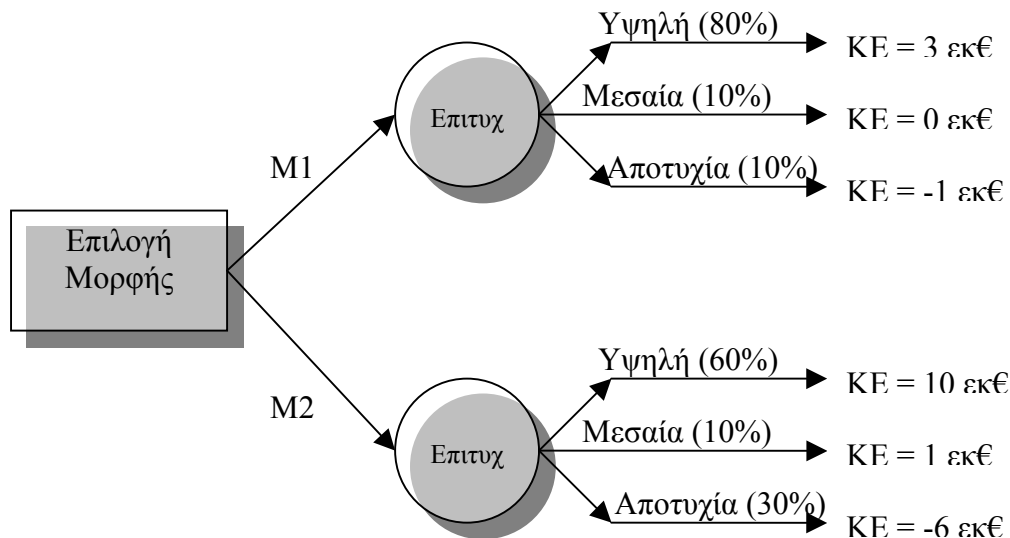 Υψηλή (80%)
ΚΕ = 3 εκ€
Μεσαία (10%)
ΚΕ = 0 εκ€
Επιτυχ
Αποτυχία (10%)
ΚΕ = -1 εκ€
Μ1
Επιλογή
Μορφής
Μ2
Υψηλή (60%)
ΚΕ = 10 εκ€
Μεσαία (10%)
ΚΕ = 1 εκ€
Επιτυχ
Αποτυχία (30%)
ΚΕ = -6 εκ€